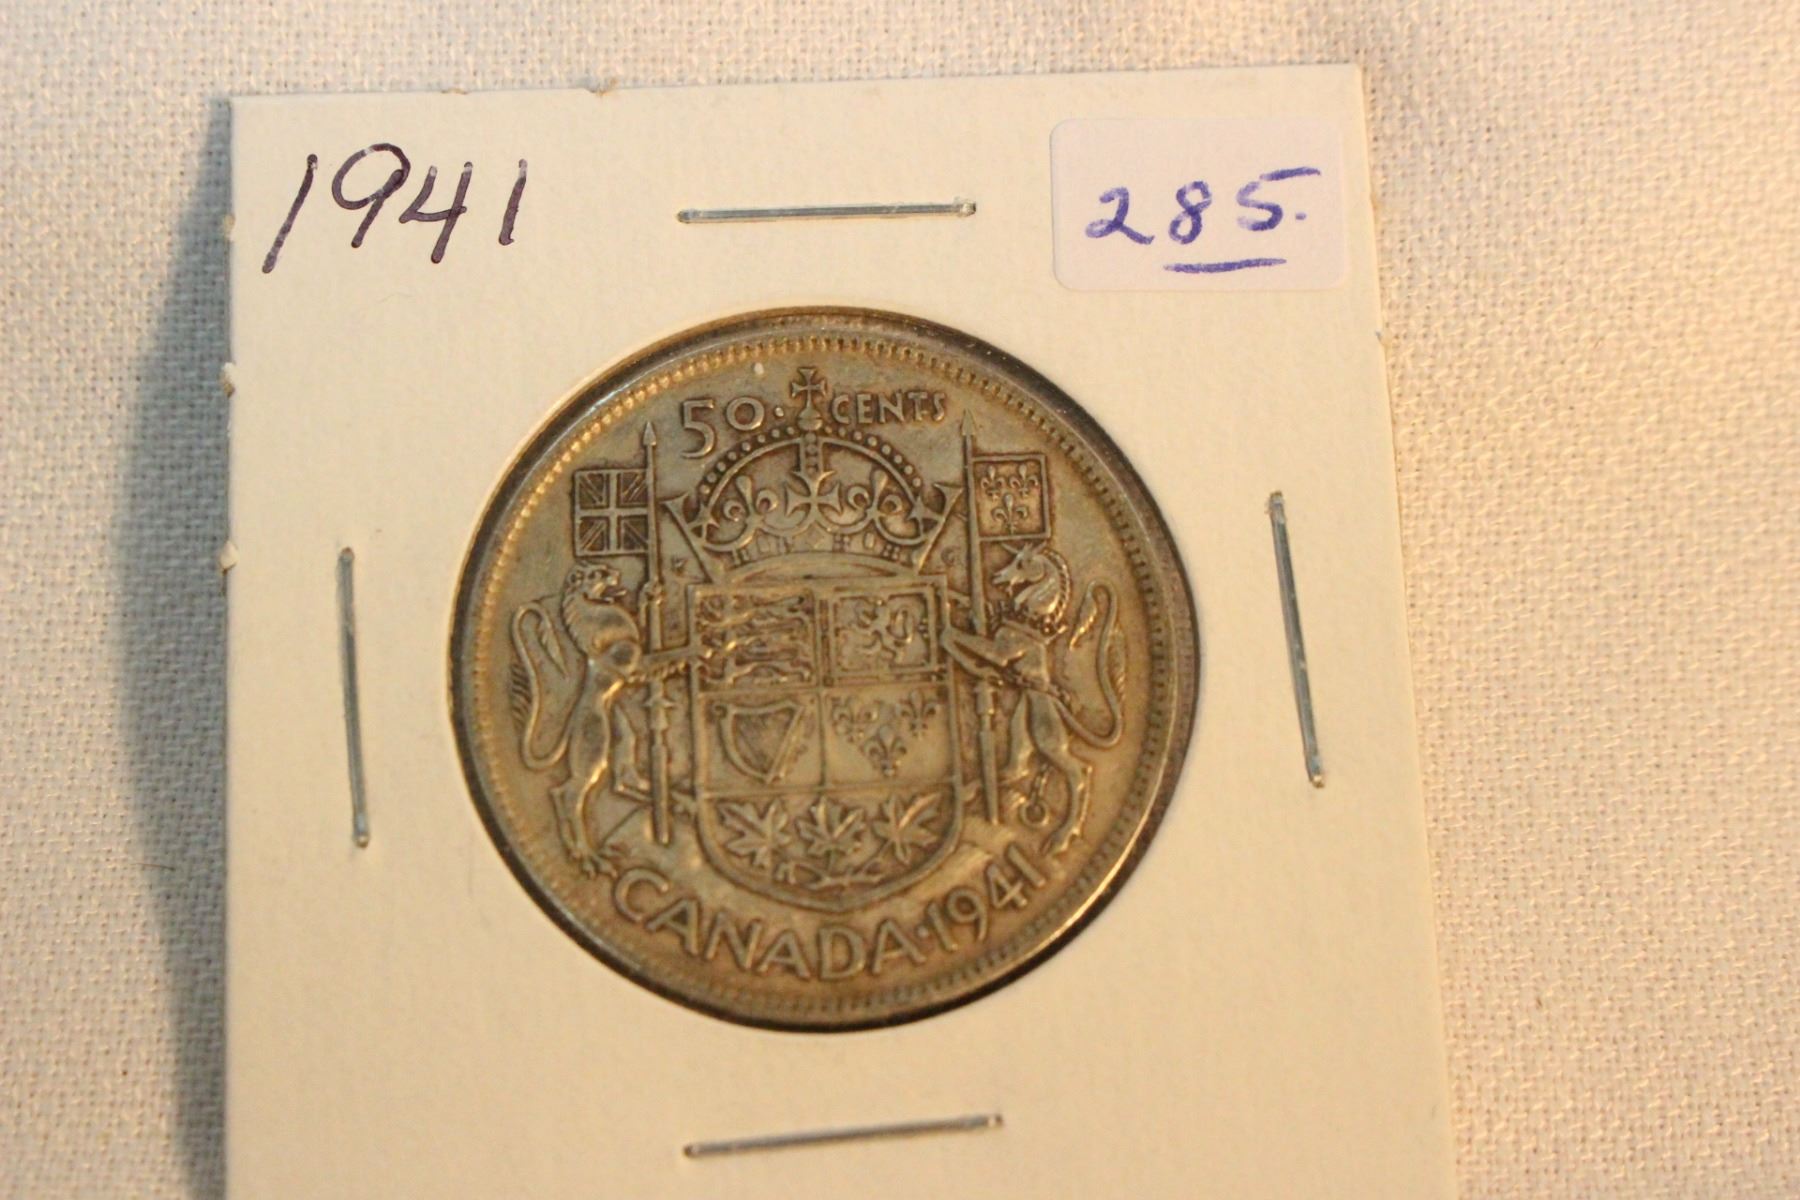 1941
285.
50 · CENTS
CANADA · 1941